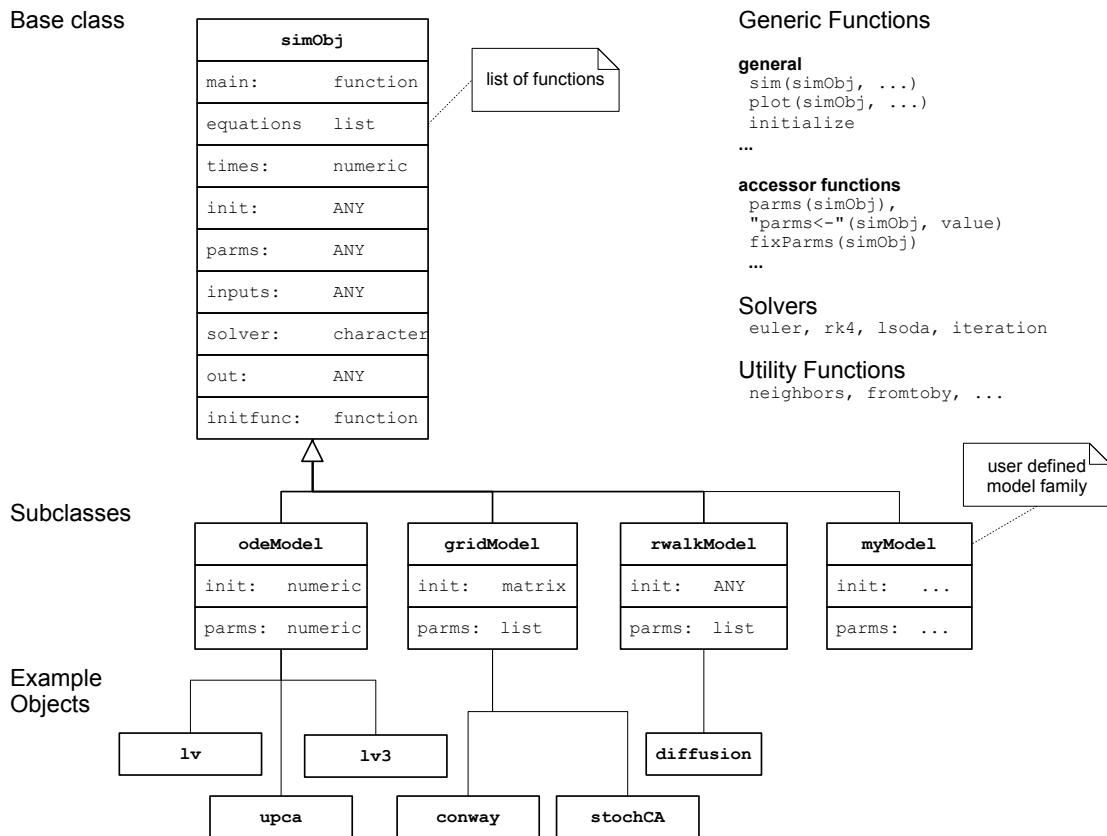 Base class
simObj
main: function
equations list
times: numeric
init: ANY
parms: ANY
inputs: ANY
solver: character
out: ANY
initfunc: function
list of functions
Generic Functions
general
sim(simObj, ...)
plot(simObj, ...)
initialize
...
accessor functions
parms(simObj),
"parms<-"(simObj, value)
fixParms(simObj)
...
Solvers
euler, rk4, lsoda, iteration
Utility Functions
neighbors, fromtoby, ...
user defined
model family
Subclasses
odeModel
init: numeric
parms: numeric
gridModel
init: matrix
parms: list
rwalkModel
init: ANY
parms: list
myModel
init: ...
parms: ...
Example
Objects
lv
lv3
diffusion
upca
conway
stochCA